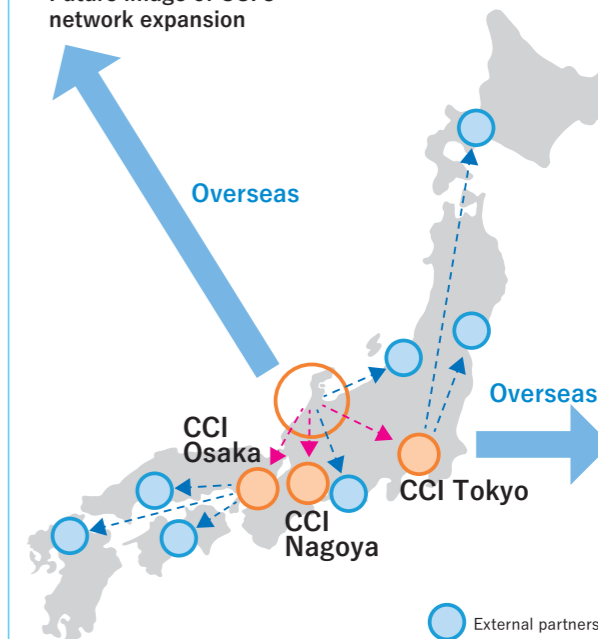 network expansion
Overseas
Overseas
CCI
Osaka
CCI Tokyo
CCI
Nagoya
External partners